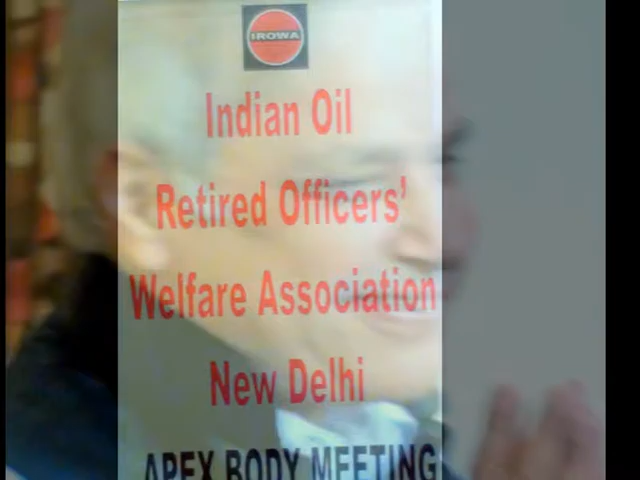 IROWA
Indian Oil
Retired Officers'
Welfare Association
New Delhi
APEX BODY MEETING